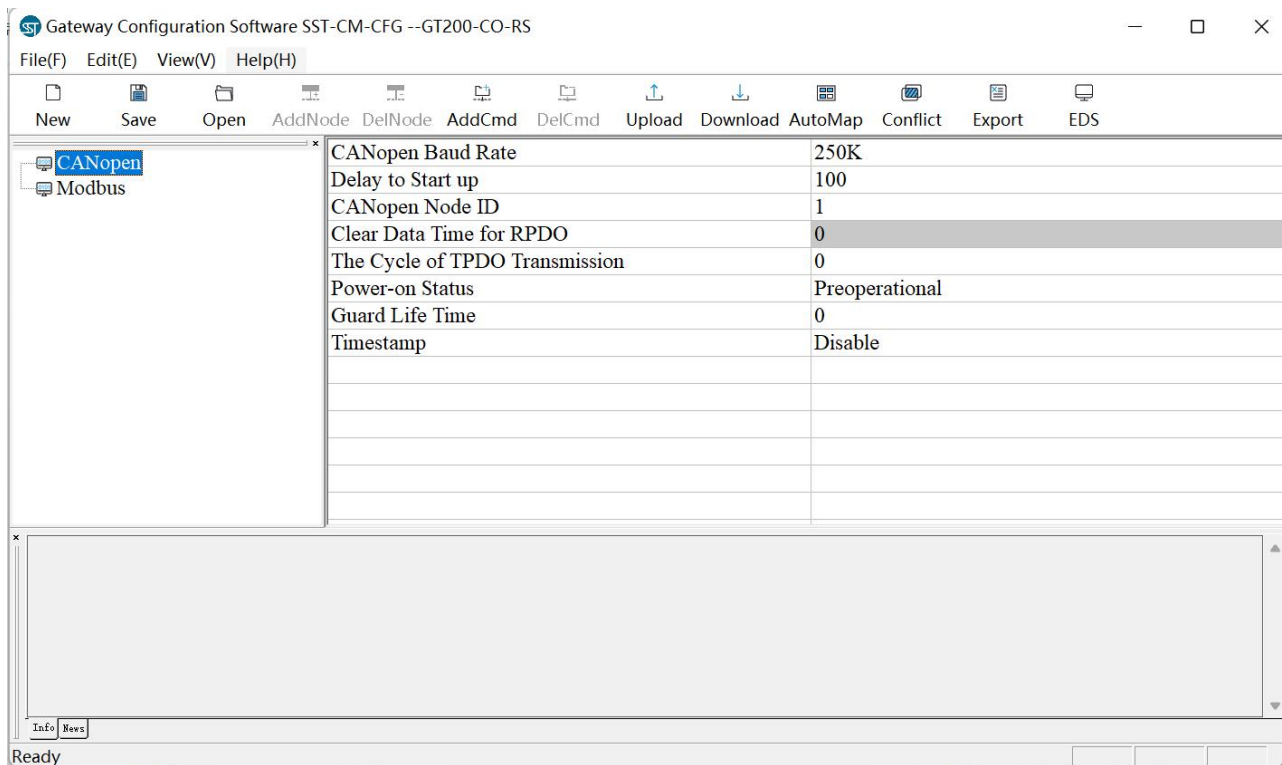 SST Gateway Configuration Software SST-CM-CFG --GT200-CO-RS
File(F) Edit(E) View(V) Help(H)
New Save Open AddNode DelNode AddCmd DelCmd Upload Download AutoMap Conflict Export EDS
CANopen
Modbus
CANopen Baud Rate 250K
Delay to Start up 100
CANopen Node ID 1
Clear Data Time for RPDO 0
The Cycle of TPDO Transmission 0
Power-on Status Preoperational
Guard Life Time 0
Timestamp Disable
Info News
Ready